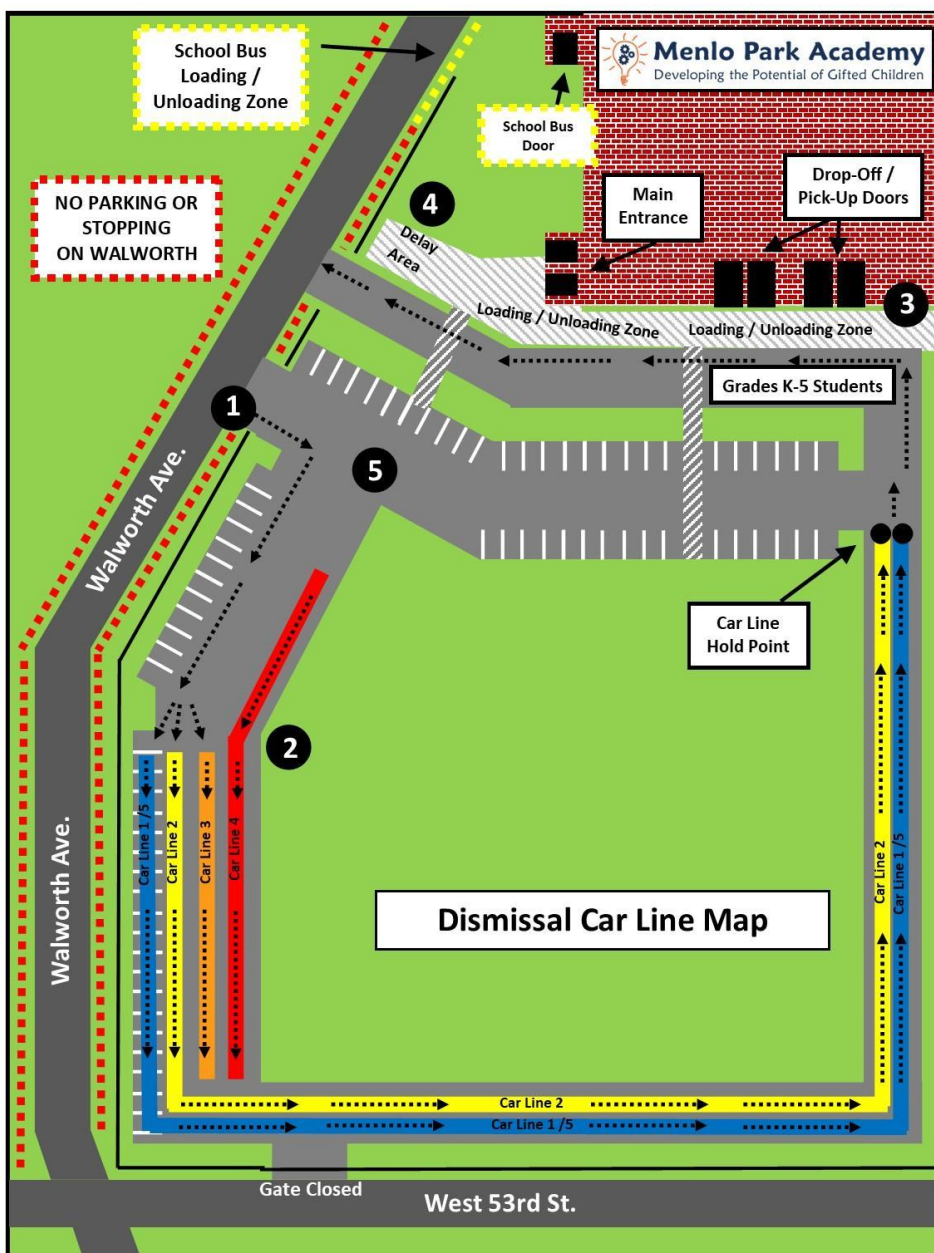 School Bus
Loading /
Unloading Zone
Menlo Park Academy
Developing the Potential of Gifted Children
School Bus
Door
NO PARKING OR
STOPPING
ON WALWORTH
Main
Entrance
Drop-Off /
Pick-Up Doors
4
Delay
Area
3
Loading / Unloading Zone
Loading / Unloading Zone
Grades K-5 Students
1
5
Walworth Ave.
Car Line
Hold Point
2
Car Line 1 /5
Car Line 2
Car Line 3
Car Line 4
Car Line 2
Car Line 1 /5
Walworth Ave.
Dismissal Car Line Map
Car Line 2
Car Line 1 /5
Gate Closed
West 53rd St.